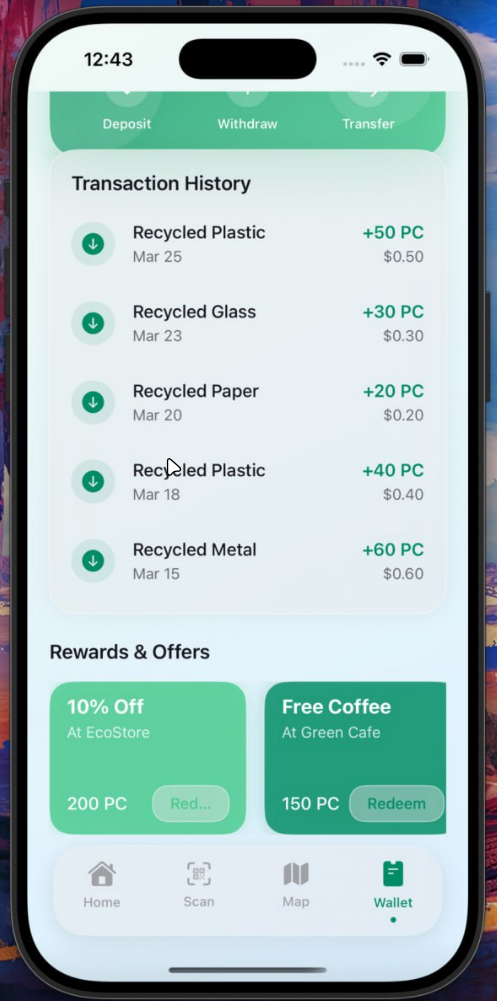 12:43
Deposit Withdraw Transfer
Transaction History
Recycled Plastic +50 PC
Mar 25 $0.50
Recycled Glass +30 PC
Mar 23 $0.30
Recycled Paper +20 PC
Mar 20 $0.20
Recycled Plastic +40 PC
Mar 18 $0.40
Recycled Metal +60 PC
Mar 15 $0.60
Rewards & Offers
10% Off
At EcoStore
200 PC Red...
Free Coffee
At Green Cafe
150 PC Redeem
Home Scan Map Wallet